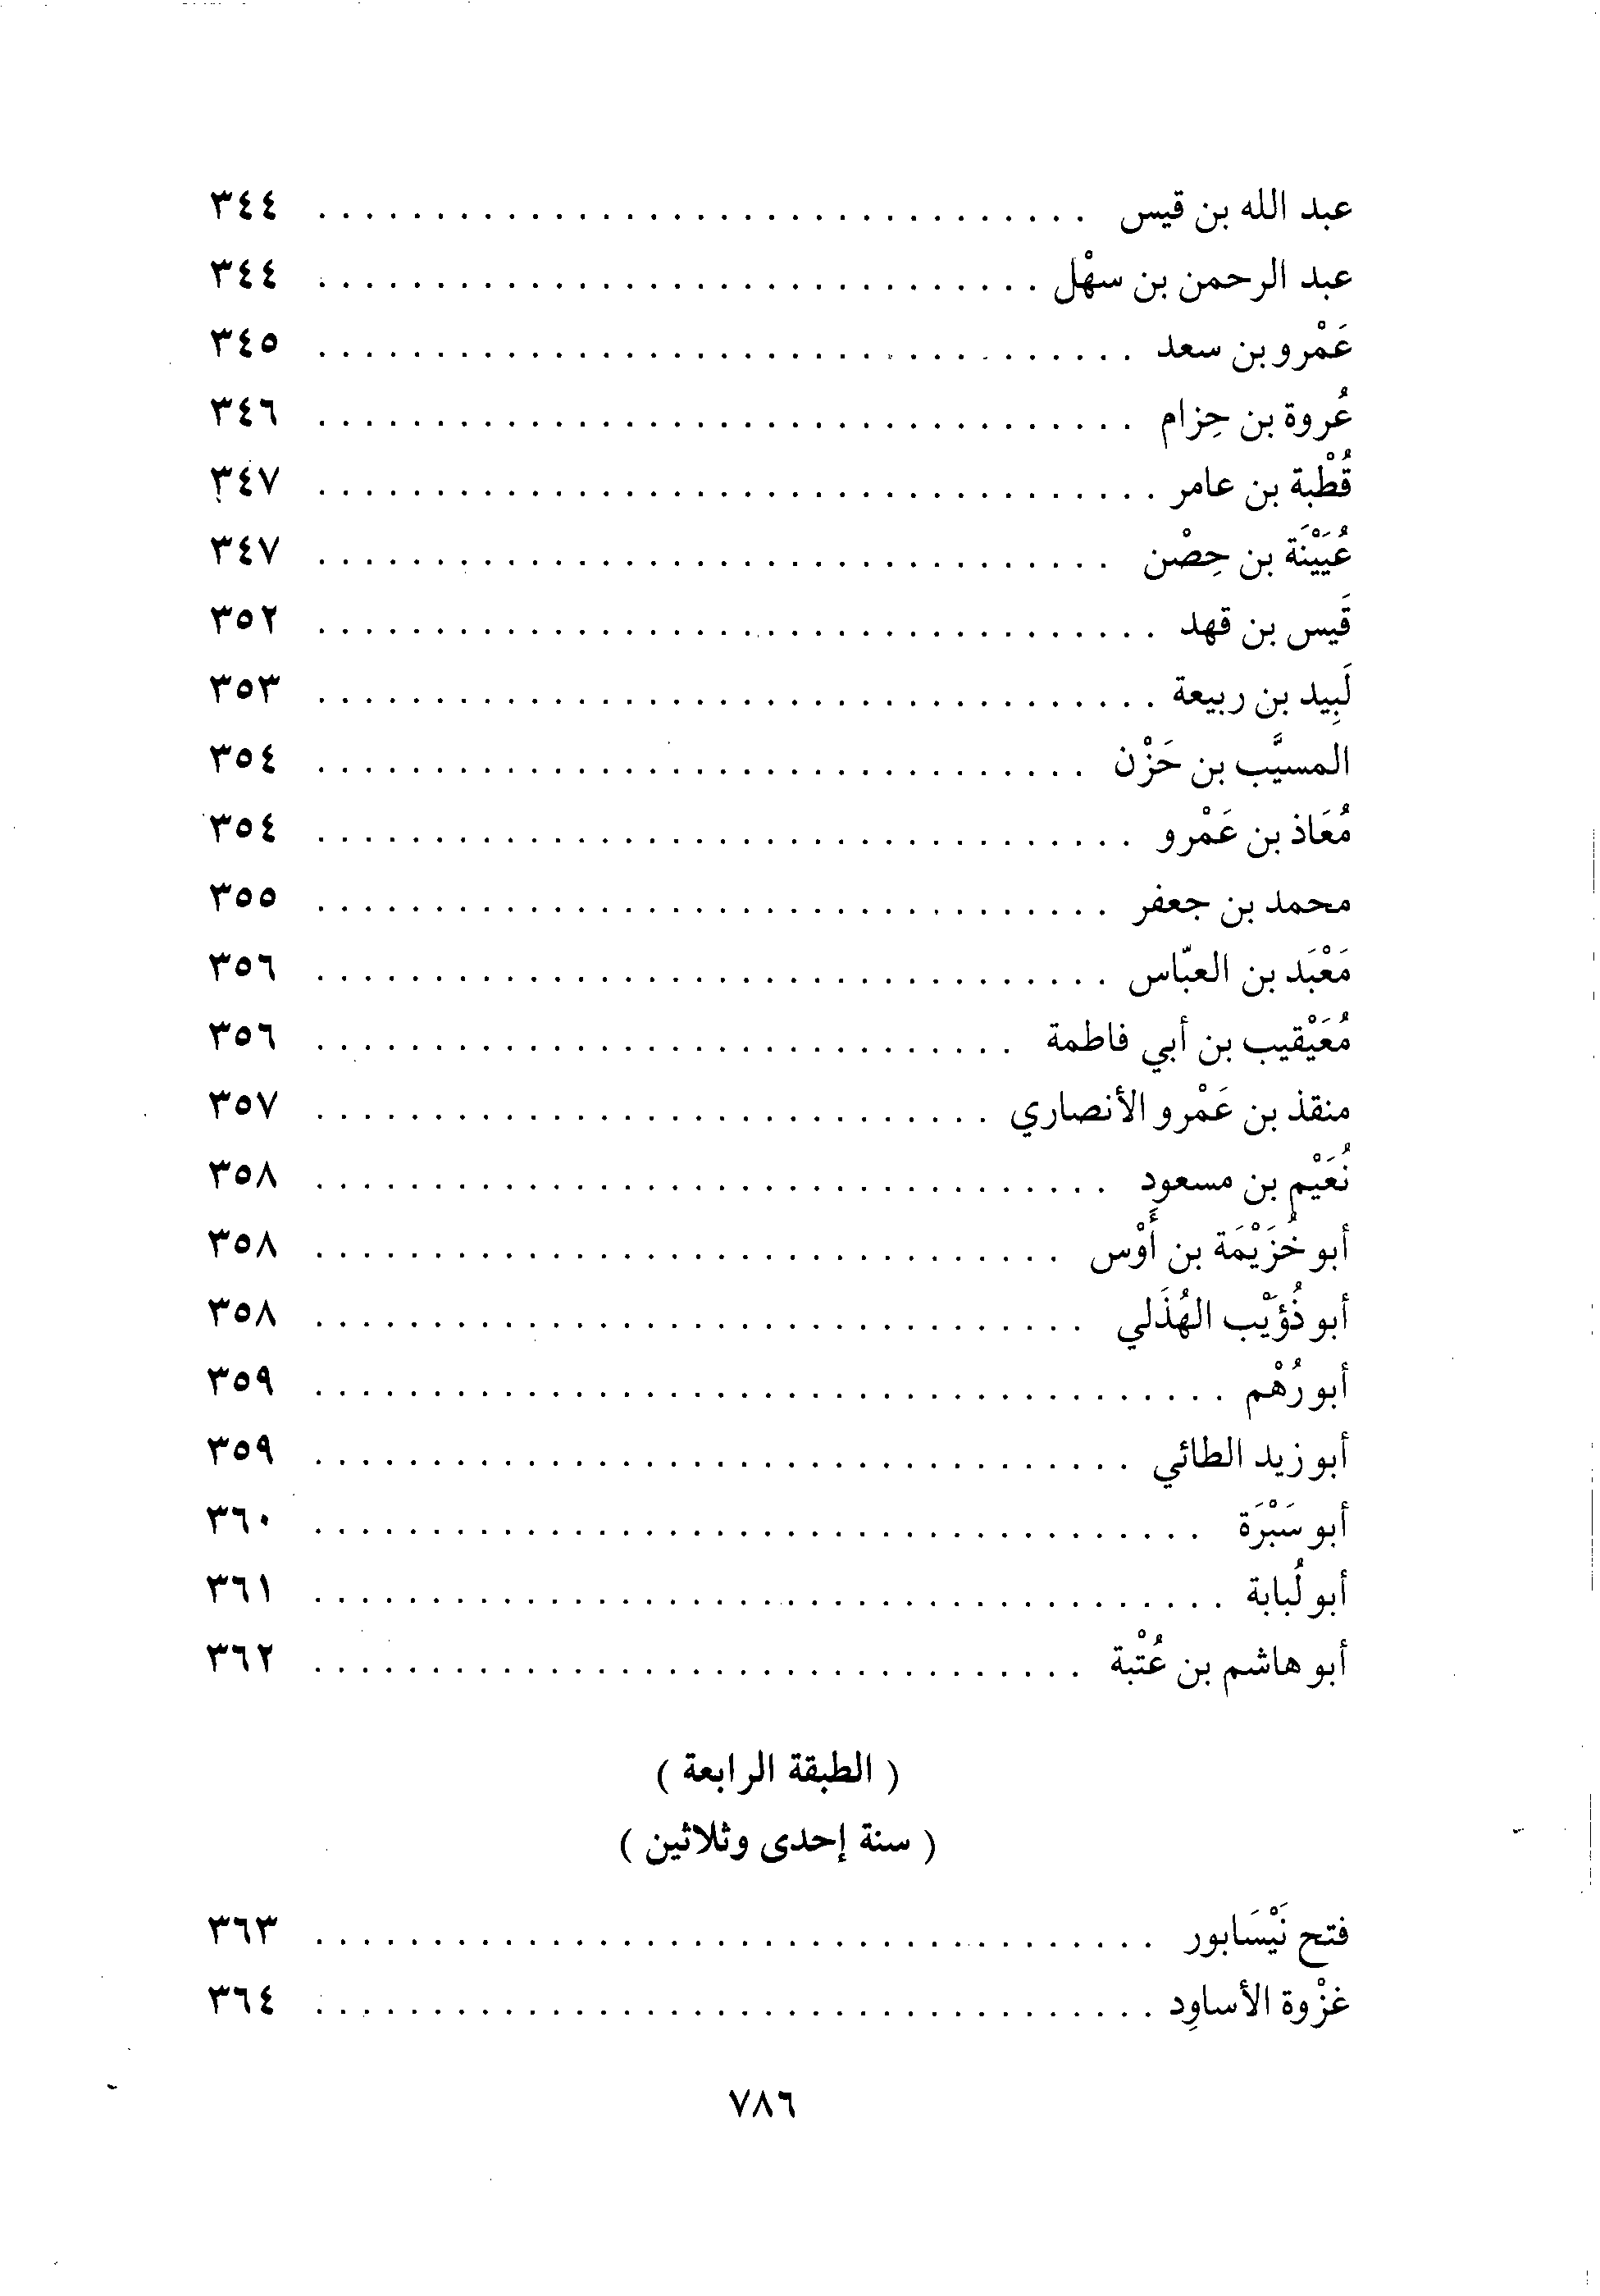 عبد الله بن قيس ................................. ٣٤٤
عبد الرحمن بن سهْل ............................... ٣٤٤
عَمْرو بن سعد ................................... ٣٤٥
عُروة بن حِزام ................................... ٣٤٦
قُطْبة بن عامر .................................... ٣٤٧
عُيَيْنَة بن حِصْن .................................. ٣٤٧
قَيس بن قهد .................................... ٣٥٢
لَبِيد بن ربيعة .................................... ٣٥٣
المسيَّب بن حَزْن ................................. ٣٥٤
مُعَاذ بن عَمْرو ................................... ٣٥٤
محمد بن جعفر .................................. ٣٥٥
مَعْبَد بن العبّاس .................................. ٣٥٦
مُعَيْقيب بن أبي فاطمة .............................. ٣٥٦
منقذ بن عَمْرو الأنصاري ............................. ٣٥٧
نُعَيْم بن مسعود .................................. ٣٥٨
أبو خُزَيْمَة بن أَوْس ................................ ٣٥٨
أبو ذُؤَيْب الهُذَلي ................................. ٣٥٨
أبو رُهْم ....................................... ٣٥٩
أبو زيد الطائي ................................... ٣٥٩
أبو سَبْرَة ...................................... ٣٦٠
أبو لُبابة ....................................... ٣٦١
أبو هاشم بن عُتْبة ................................. ٣٦٢
( الطبقة الرابعة )
( سنة إحدى وثلاثين )
فتح نَيْسَابور .................................... ٣٦٣
غزْوة الأساوِد .................................... ٣٦٤
٧٨٦